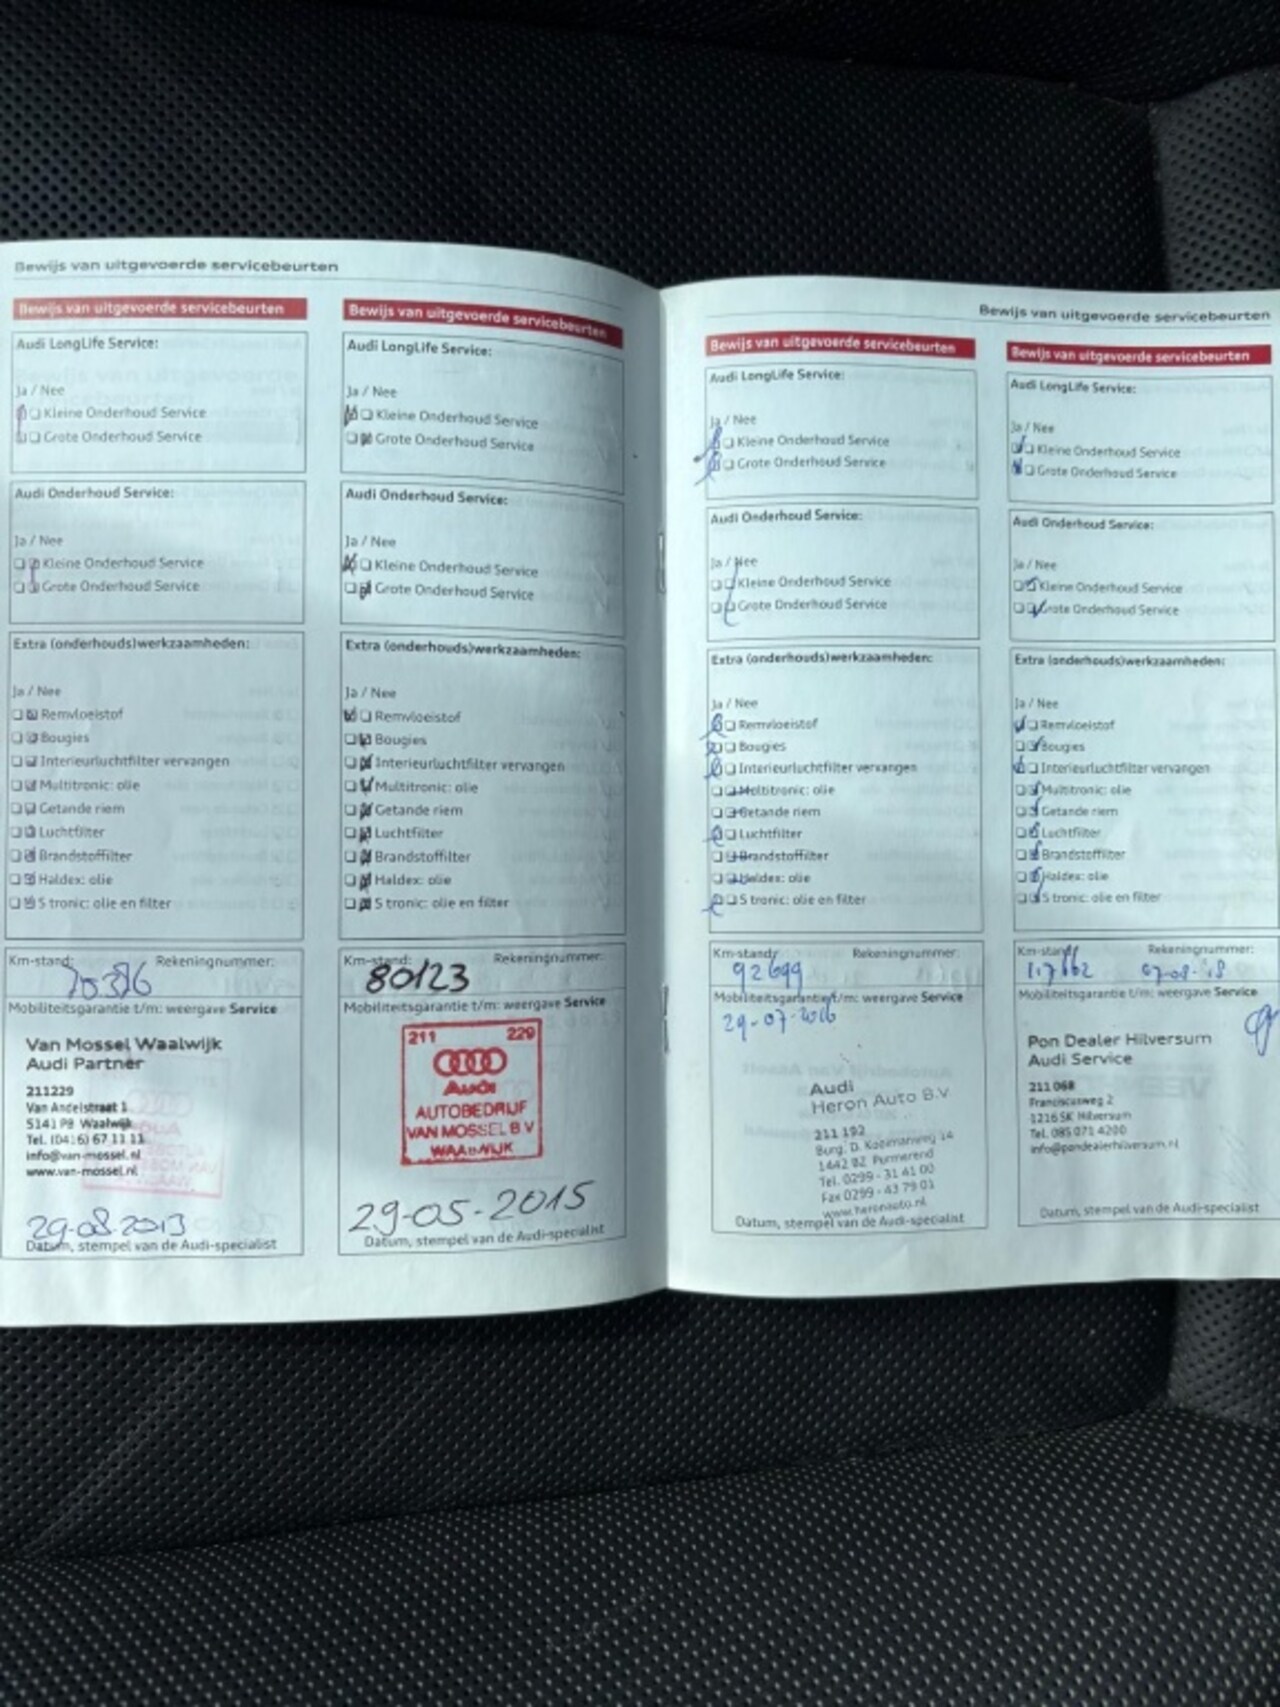 Bewijs van uitgevoerde servicebeurten
Bewijs van uitgevoerde servicebeurten
Audi LongLife Service:
Ja / Nee
Kleine Onderhoud Service
Grote Onderhoud Service
Audi Onderhoud Service:
Ja / Nee
Kleine Onderhoud Service
Grote Onderhoud Service
Extra (onderhouds)werkzaamheden:
Ja / Nee
Remvloeistof
Bougies
Interieurluchtfilter vervangen
Multitronic: olie
Getande riem
Luchtfilter
Brandstoffilter
Haldex: olie
S tronic: olie en filter
Km-stand: Rekeningnummer:
Mobiliteitsgarantie t/m: weergave Service
Van Mossel Waalwijk
Audi Partner
211229
Van Andelstraat 1
5141 PB Waalwijk
Tel. (0416) 67 11 11
info@van-mossel.nl
www.van-mossel.nl
29-08-2013
Datum, stempel van de Audi-specialist
Bewijs van uitgevoerde servicebeurten
Audi LongLife Service:
Ja / Nee
Kleine Onderhoud Service
Grote Onderhoud Service
Audi Onderhoud Service:
Ja / Nee
Kleine Onderhoud Service
Grote Onderhoud Service
Extra (onderhouds)werkzaamheden:
Ja / Nee
Remvloeistof
Bougies
Interieurluchtfilter vervangen
Multitronic: olie
Getande riem
Luchtfilter
Brandstoffilter
Haldex: olie
S tronic: olie en filter
Km-stand: Rekeningnummer:
80123
Mobiliteitsgarantie t/m: weergave Service
211 229
Audi
AUTOBEDRIJF
VAN MOSSEL B V
WAALWIJK
29-05-2015
Datum, stempel van de Audi-specialist
Bewijs van uitgevoerde servicebeurten
Bewijs van uitgevoerde servicebeurten
Audi LongLife Service:
Ja / Nee
Kleine Onderhoud Service
Grote Onderhoud Service
Audi Onderhoud Service:
Ja / Nee
Kleine Onderhoud Service
Grote Onderhoud Service
Extra (onderhouds)werkzaamheden:
Ja / Nee
Remvloeistof
Bougies
Interieurluchtfilter vervangen
Multitronic: olie
Getande riem
Luchtfilter
Brandstoffilter
Haldex: olie
S tronic: olie en filter
Km-stand: Rekeningnummer:
92699
Mobiliteitsgarantie t/m: weergave Service
29-07-2016
Audi
Heron Auto B.V
211 192
Burg. D. Kooimanweg 14
1442 BZ Purmerend
Tel. 0299 - 31 41 00
Fax 0299 - 43 79 01
www.heronauto.nl
Datum, stempel van de Audi-specialist
Bewijs van uitgevoerde servicebeurten
Audi LongLife Service:
Ja / Nee
Kleine Onderhoud Service
Grote Onderhoud Service
Audi Onderhoud Service:
Ja / Nee
Kleine Onderhoud Service
Grote Onderhoud Service
Extra (onderhouds)werkzaamheden:
Ja / Nee
Remvloeistof
Bougies
Interieurluchtfilter vervangen
Multitronic: olie
Getande riem
Luchtfilter
Brandstoffilter
Haldex: olie
S tronic: olie en filter
Km-stand: Rekeningnummer:
07-08-'18
Mobiliteitsgarantie t/m: weergave Service
Pon Dealer Hilversum
Audi Service
211 068
Franciscusweg 2
1216 SK Hilversum
Tel. 085 071 4200
info@pondealerhilversum.nl
Datum, stempel van de Audi-specialist